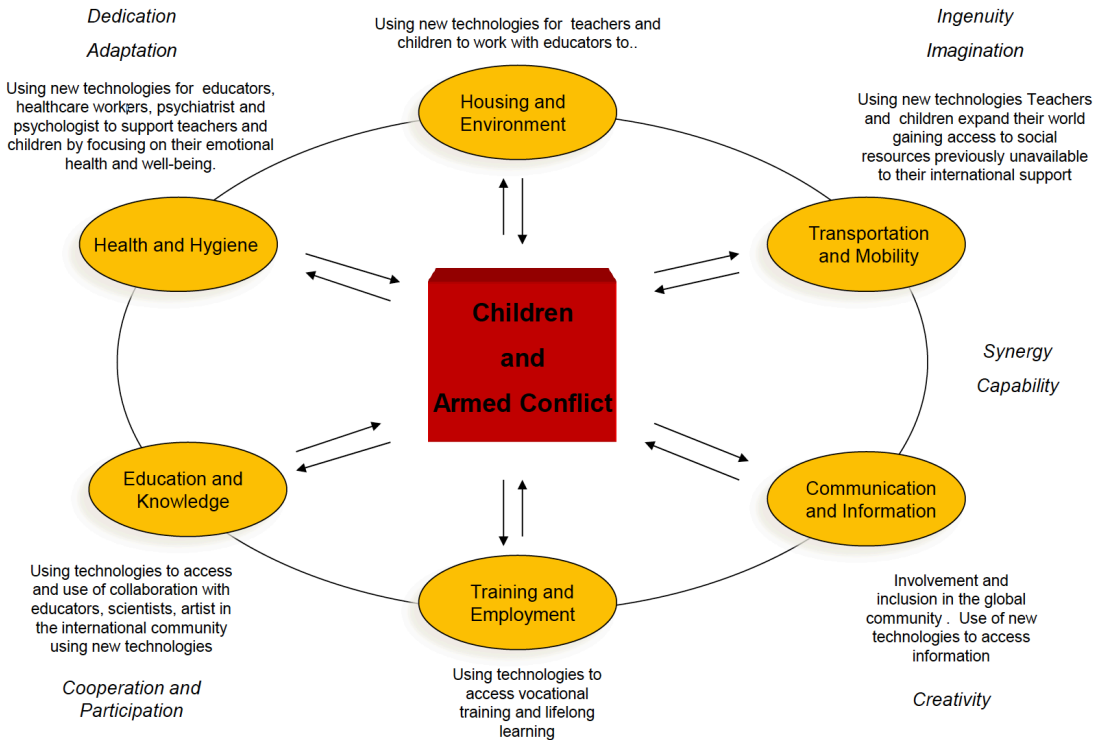 Dedication
Adaptation
Using new technologies for educators,
healthcare workers, psychiatrist and
psychologist to support teachers and
children by focusing on their emotional
health and well-being.
Using new technologies for teachers and
children to work with educators to..
Ingenuity
Imagination
Using new technologies Teachers
and children expand their world
gaining access to social
resources previously unavailable
to their international support
Housing and
Environment
Health and Hygiene
Transportation
and Mobility
Children
and
Armed Conflict
Synergy
Capability
Education and
Knowledge
Communication
and Information
Training and
Employment
Using technologies to access
and use of collaboration with
educators, scientists, artist in
the international community
using new technologies
Cooperation and
Participation
Using technologies to
access vocational
training and lifelong
learning
Involvement and
inclusion in the global
community . Use of new
technologies to access
information
Creativity